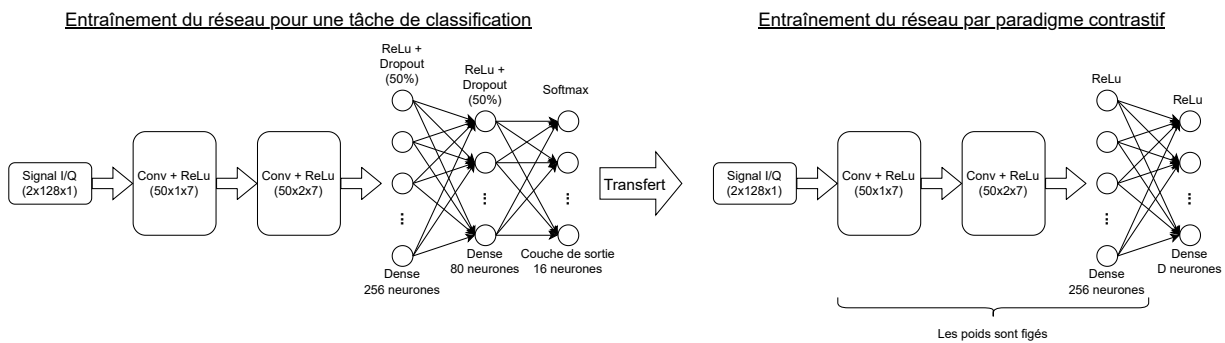 Entraînement du réseau pour une tâche de classification
ReLu +
Dropout
(50%)
ReLu +
Dropout
(50%)
Softmax
Signal I/Q
(2x128x1)
Conv + ReLu
(50x1x7)
Conv + ReLu
(50x2x7)
...
...
...
Dense
256 neurones
Dense
80 neurones
Couche de sortie
16 neurones
Transfert
Entraînement du réseau par paradigme contrastif
ReLu
ReLu
Signal I/Q
(2x128x1)
Conv + ReLu
(50x1x7)
Conv + ReLu
(50x2x7)
...
...
Dense
256 neurones
Dense
D neurones
Les poids sont figés